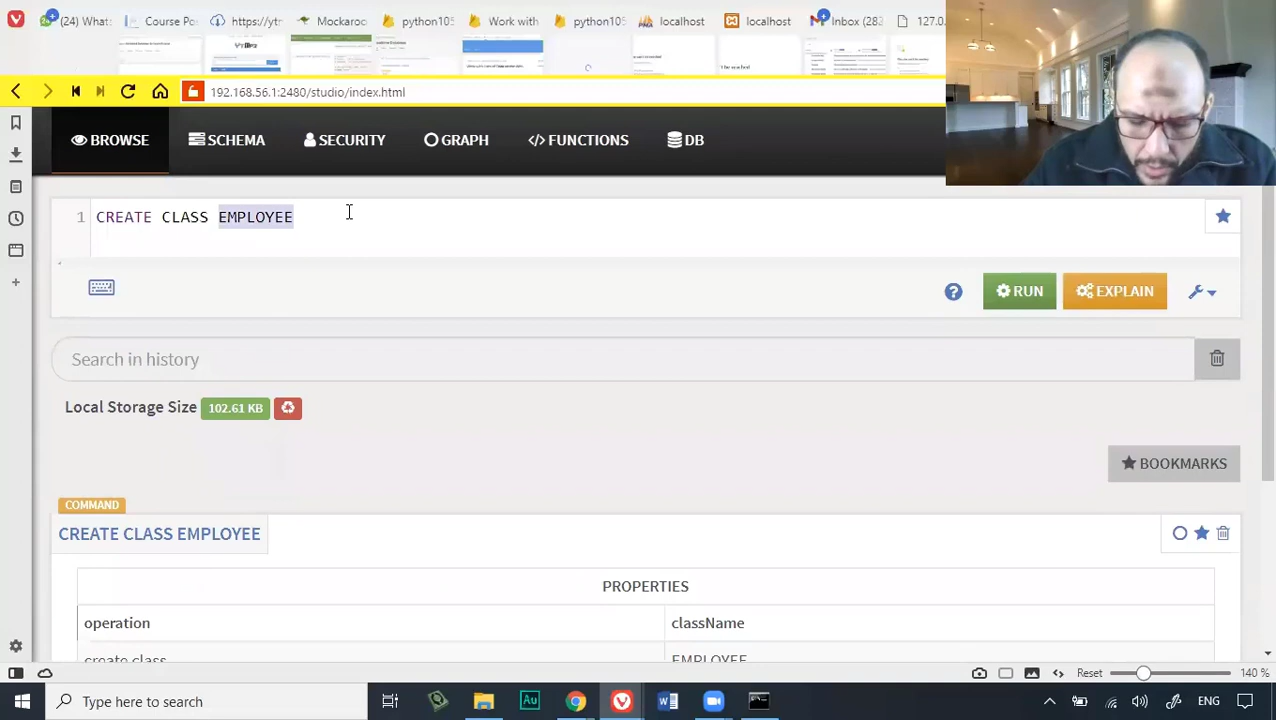 (24) What:
Course Po
https://yt
Mockaroo
python105
Work with
python105
localhost
localhost
Inbox (28
127.0.
192.168.56.1:2480/studio/index.html
BROWSE
SCHEMA
SECURITY
GRAPH
FUNCTIONS
DB
1 CREATE CLASS EMPLOYEE
RUN
EXPLAIN
Search in history
Local Storage Size 102.61 KB
BOOKMARKS
COMMAND
CREATE CLASS EMPLOYEE
PROPERTIES
operation
className
create class
EMPLOYEE
Reset
140 %
Type here to search
ENG